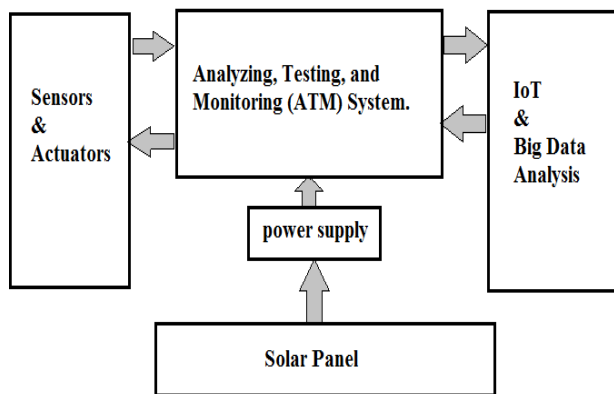 Sensors
&
Actuators
Analyzing, Testing, and
Monitoring (ATM) System.
IoT
&
Big Data
Analysis
power supply
Solar Panel